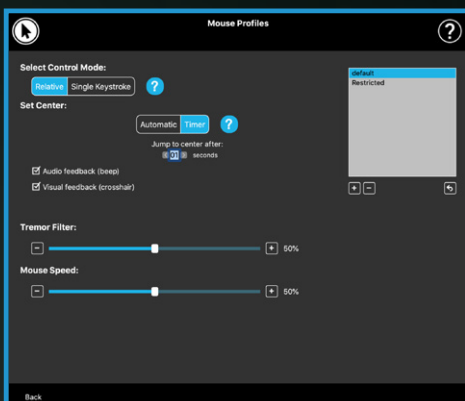 Mouse Profiles
?
Select Control Mode:
Relative Single Keystroke ?
default
Restricted
Set Center:
Automatic Timer ?
Jump to center after:
01 seconds
Audio feedback (beep)
Visual feedback (crosshair)
+ -
Tremor Filter:
- + 50%
Mouse Speed:
- + 50%
Back